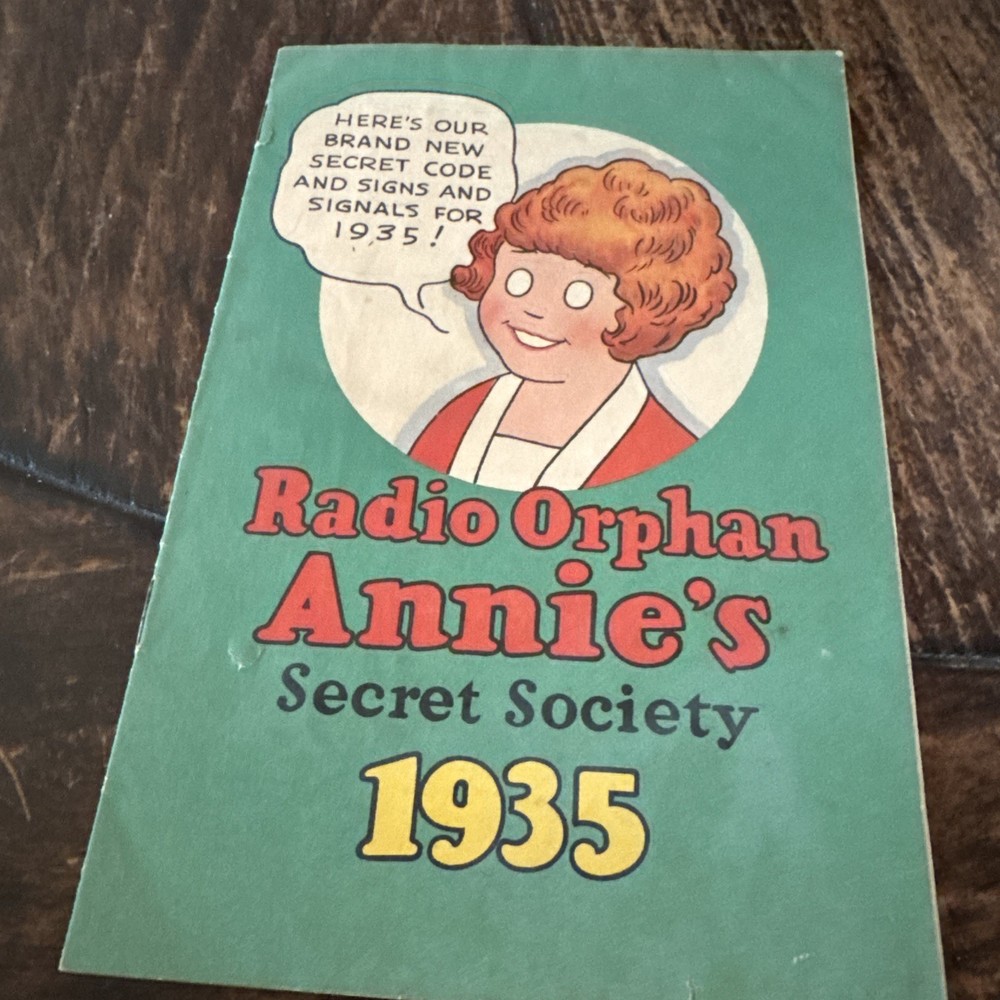 HERE'S OUR
BRAND NEW
SECRET CODE
AND SIGNS AND
SIGNALS FOR
1935!
Radio Orphan
Annie's
Secret Society
1935